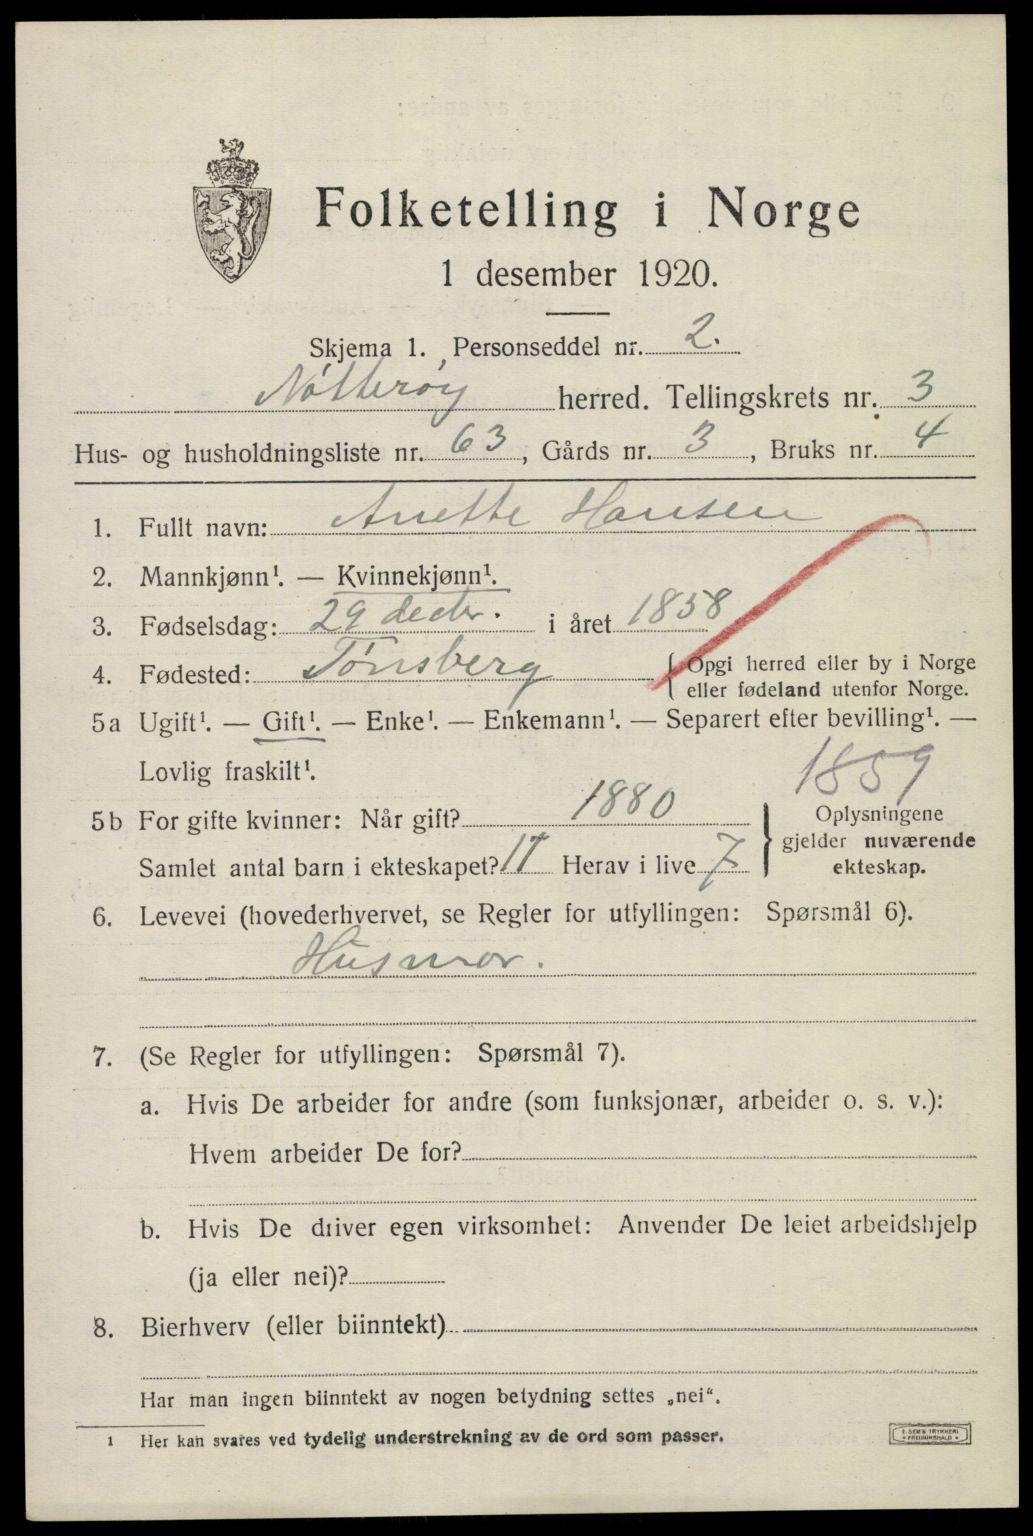 Folketelling i Norge
1 desember 1920.
Skjema 1. Personseddel nr. 2.
Nøtterøy herred. Tellingskrets nr. 3
Hus- og husholdningsliste nr. 63, Gårds nr. 3, Bruks nr. 4
1. Fullt navn: Anette Hansen
2. Mannkjønn¹. — Kvinnekjønn¹.
3. Fødselsdag: 29 decbr. i året 1858
4. Fødested: Tønsberg { Opgi herred eller by i Norge
eller fødeland utenfor Norge.
5a Ugift¹. — Gift¹. — Enke¹. — Enkemann¹. — Separert efter bevilling¹. —
Lovlig fraskilt¹.
1859
5b For gifte kvinner: Når gift? 1880
Samlet antal barn i ekteskapet? 11 Herav i live 7
} Oplysningene
gjelder nuværende
ekteskap.
6. Levevei (hovederhvervet, se Regler for utfyllingen: Spørsmål 6).
Husmor.
7. (Se Regler for utfyllingen: Spørsmål 7).
a. Hvis De arbeider for andre (som funksjonær, arbeider o. s. v.):
Hvem arbeider De for?
b. Hvis De driver egen virksomhet: Anvender De leiet arbeidshjelp
(ja eller nei)?
8. Bierhverv (eller biinntekt)
Har man ingen biinntekt av nogen betydning settes „nei“.
¹ Her kan svares ved tydelig understrekning av de ord som passer.
E. SEM'S TRYKKERI
• FREDRIKSHALD •